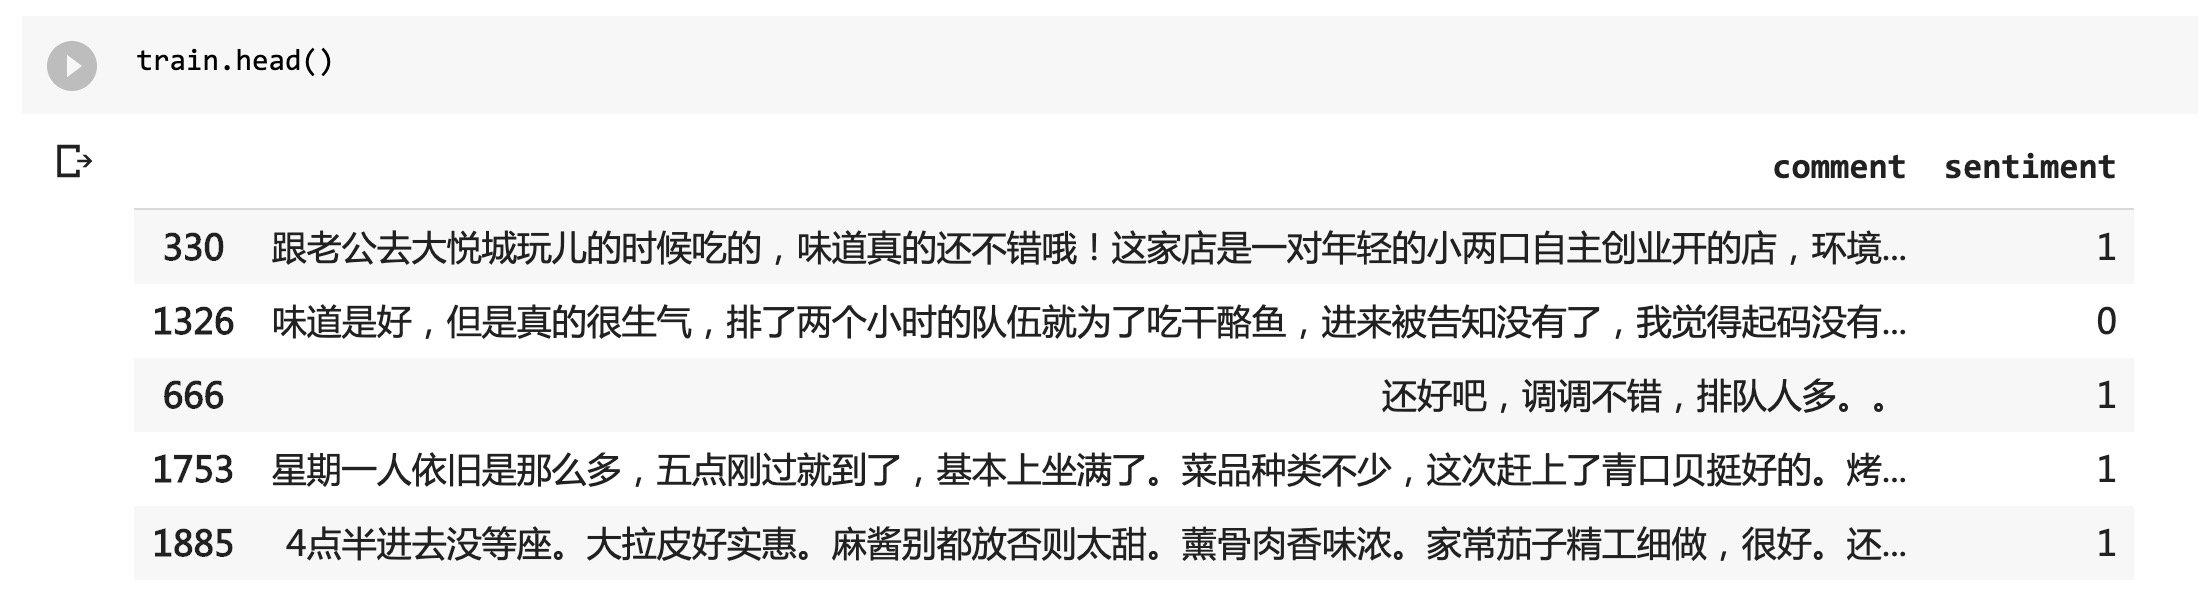 train.head()
comment sentiment
330 跟老公去大悦城玩儿的时候吃的，味道真的还不错哦！这家店是一对年轻的小两口自主创业开的店，环境... 1
1326 味道是好，但是真的很生气，排了两个小时的队伍就为了吃干酪鱼，进来被告知没有了，我觉得起码没有... 0
666 还好吧，调调不错，排队人多。。 1
1753 星期一人依旧是那么多，五点刚过就到了，基本上坐满了。菜品种类不少，这次赶上了青口贝挺好的。烤... 1
1885 4点半进去没等座。大拉皮好实惠。麻酱别都放否则太甜。薰骨肉香味浓。家常茄子精工细做，很好。还... 1